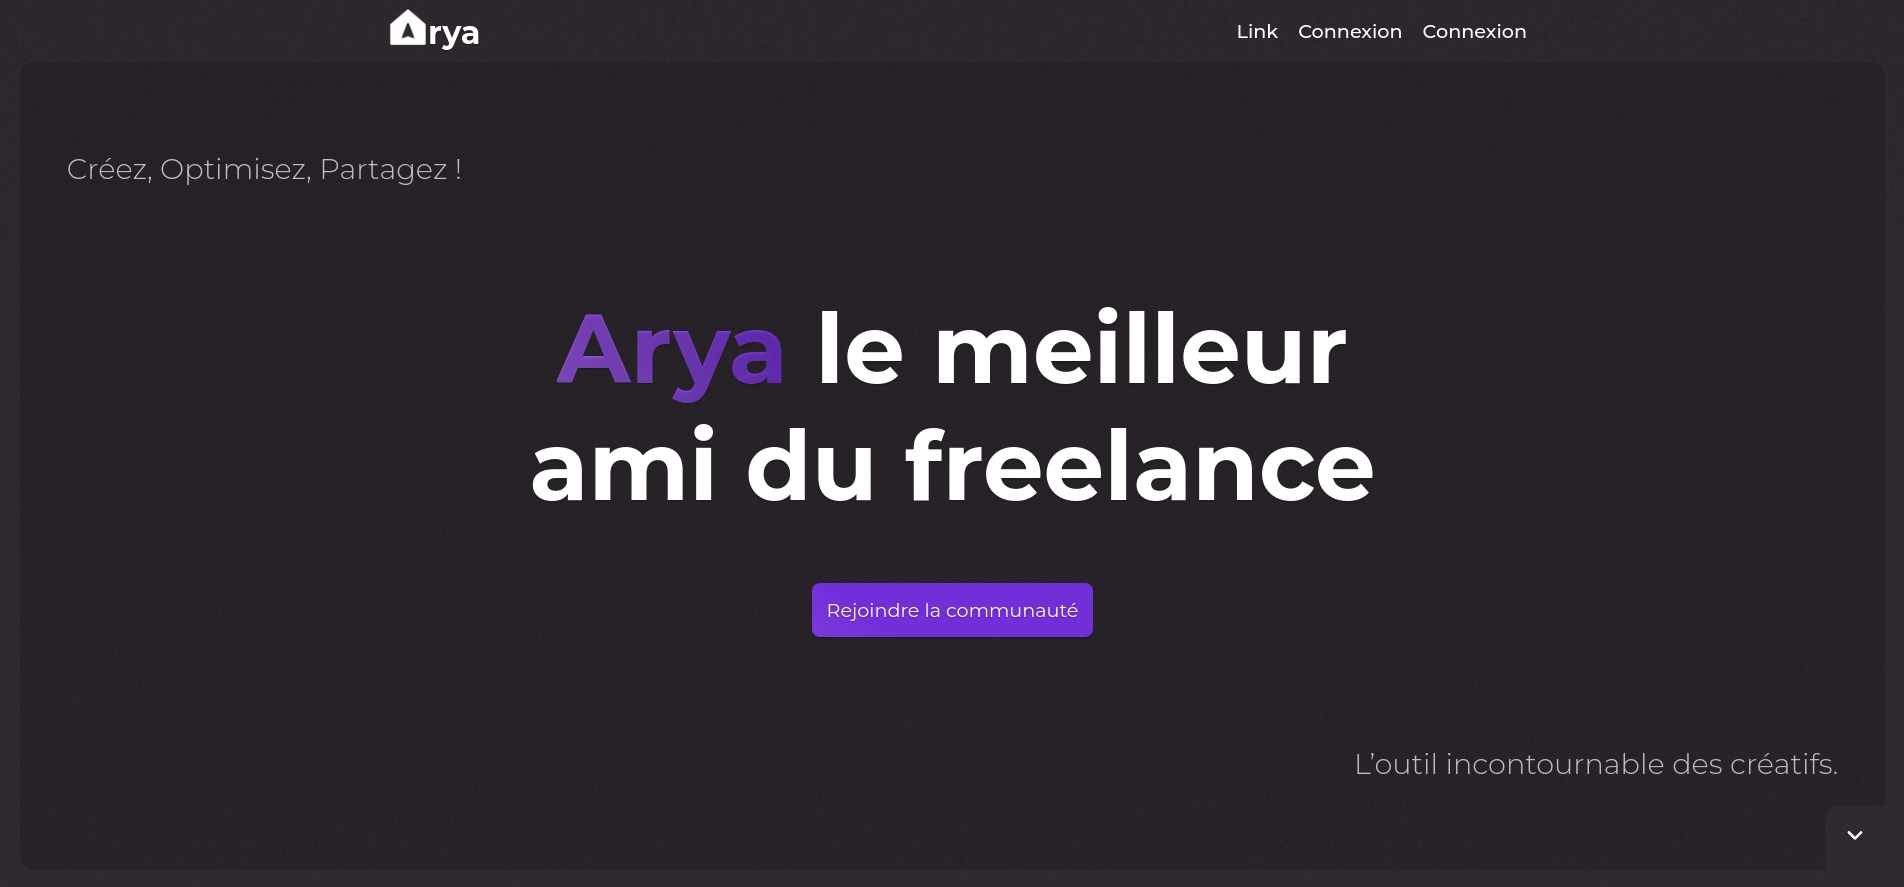 Arya
Link Connexion Connexion
Créez, Optimisez, Partagez !
Arya le meilleur
ami du freelance
Rejoindre la communauté
L’outil incontournable des créatifs.